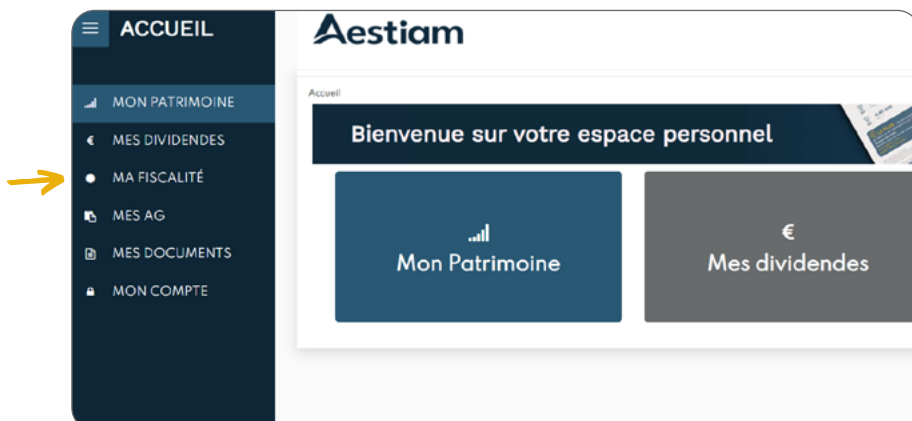 ACCUEIL
MON PATRIMOINE
€ MES DIVIDENDES
MA FISCALITÉ
MES AG
MES DOCUMENTS
MON COMPTE
Aestiam
Accueil
Bienvenue sur votre espace personnel
Mon Patrimoine
€
Mes dividendes